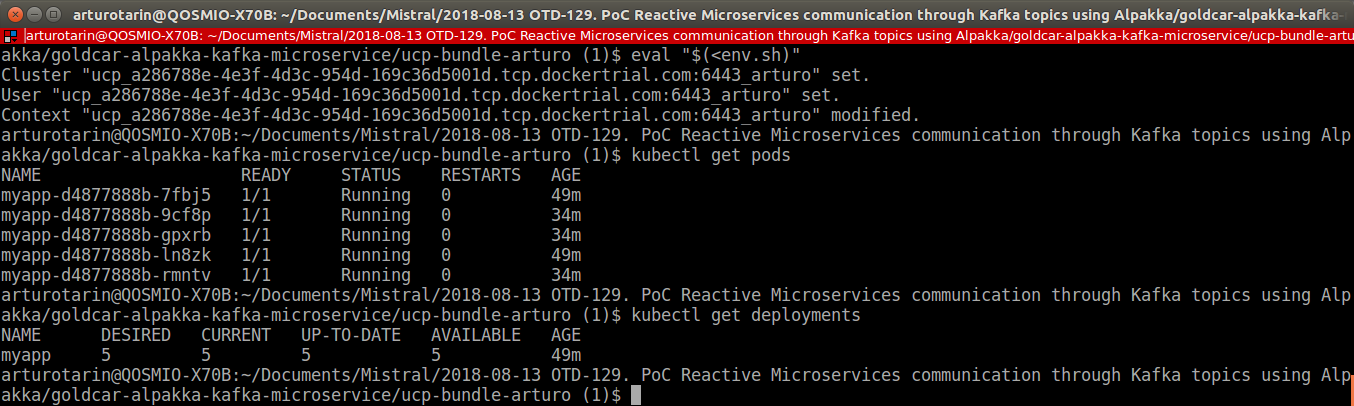 arturotarin@QOSMIO-X70B: ~/Documents/Mistral/2018-08-13 OTD-129. PoC Reactive Microservices communication through Kafka topics using Alpakka/goldcar-alpakka-kafka-
arturotarin@QOSMIO-X70B: ~/Documents/Mistral/2018-08-13 OTD-129. PoC Reactive Microservices communication through Kafka topics using Alpakka/goldcar-alpakka-kafka-microservice/ucp-bundle-artu
akka/goldcar-alpakka-kafka-microservice/ucp-bundle-arturo (1)$ eval "$(<env.sh)"
Cluster "ucp_a286788e-4e3f-4d3c-954d-169c36d5001d.tcp.dockertrial.com:6443_arturo" set.
User "ucp_a286788e-4e3f-4d3c-954d-169c36d5001d.tcp.dockertrial.com:6443_arturo" set.
Context "ucp_a286788e-4e3f-4d3c-954d-169c36d5001d.tcp.dockertrial.com:6443_arturo" modified.
arturotarin@QOSMIO-X70B:~/Documents/Mistral/2018-08-13 OTD-129. PoC Reactive Microservices communication through Kafka topics using Alp
akka/goldcar-alpakka-kafka-microservice/ucp-bundle-arturo (1)$ kubectl get pods
NAME                    READY     STATUS    RESTARTS   AGE
myapp-d4877888b-7fbj5   1/1       Running   0          49m
myapp-d4877888b-9cf8p   1/1       Running   0          34m
myapp-d4877888b-gpxrb   1/1       Running   0          34m
myapp-d4877888b-ln8zk   1/1       Running   0          49m
myapp-d4877888b-rmntv   1/1       Running   0          34m
arturotarin@QOSMIO-X70B:~/Documents/Mistral/2018-08-13 OTD-129. PoC Reactive Microservices communication through Kafka topics using Alp
akka/goldcar-alpakka-kafka-microservice/ucp-bundle-arturo (1)$ kubectl get deployments
NAME      DESIRED   CURRENT   UP-TO-DATE   AVAILABLE   AGE
myapp     5         5         5            5           49m
arturotarin@QOSMIO-X70B:~/Documents/Mistral/2018-08-13 OTD-129. PoC Reactive Microservices communication through Kafka topics using Alp
akka/goldcar-alpakka-kafka-microservice/ucp-bundle-arturo (1)$